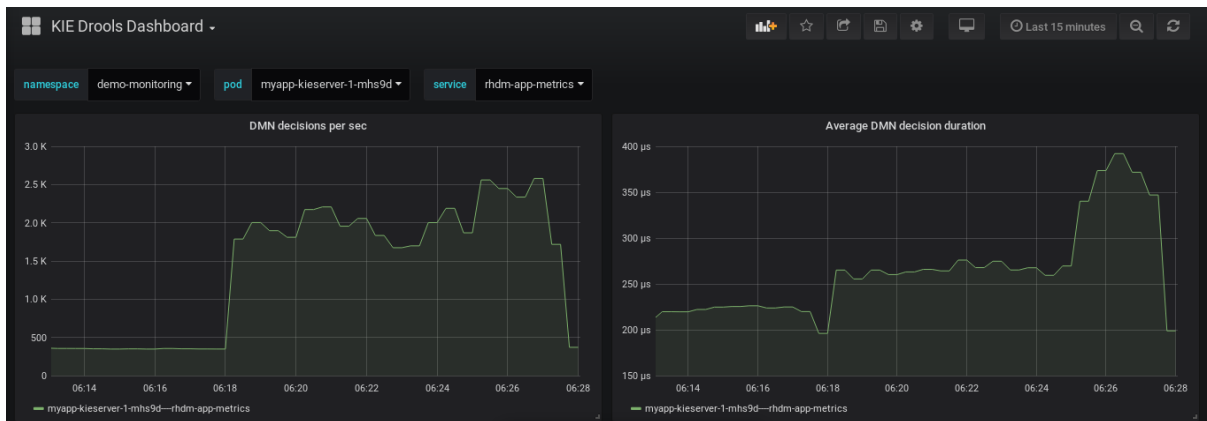 KIE Drools Dashboard
Last 15 minutes
namespace demo-monitoring pod myapp-kieserver-1-mhs9d service rhdm-app-metrics
DMN decisions per sec
3.0 K
2.5 K
2.0 K
1.5 K
1.0 K
500
0
06:14 06:16 06:18 06:20 06:22 06:24 06:26 06:28
myapp-kieserver-1-mhs9d—rhdm-app-metrics
Average DMN decision duration
400 µs
350 µs
300 µs
250 µs
200 µs
150 µs
06:14 06:16 06:18 06:20 06:22 06:24 06:26 06:28
myapp-kieserver-1-mhs9d—rhdm-app-metrics